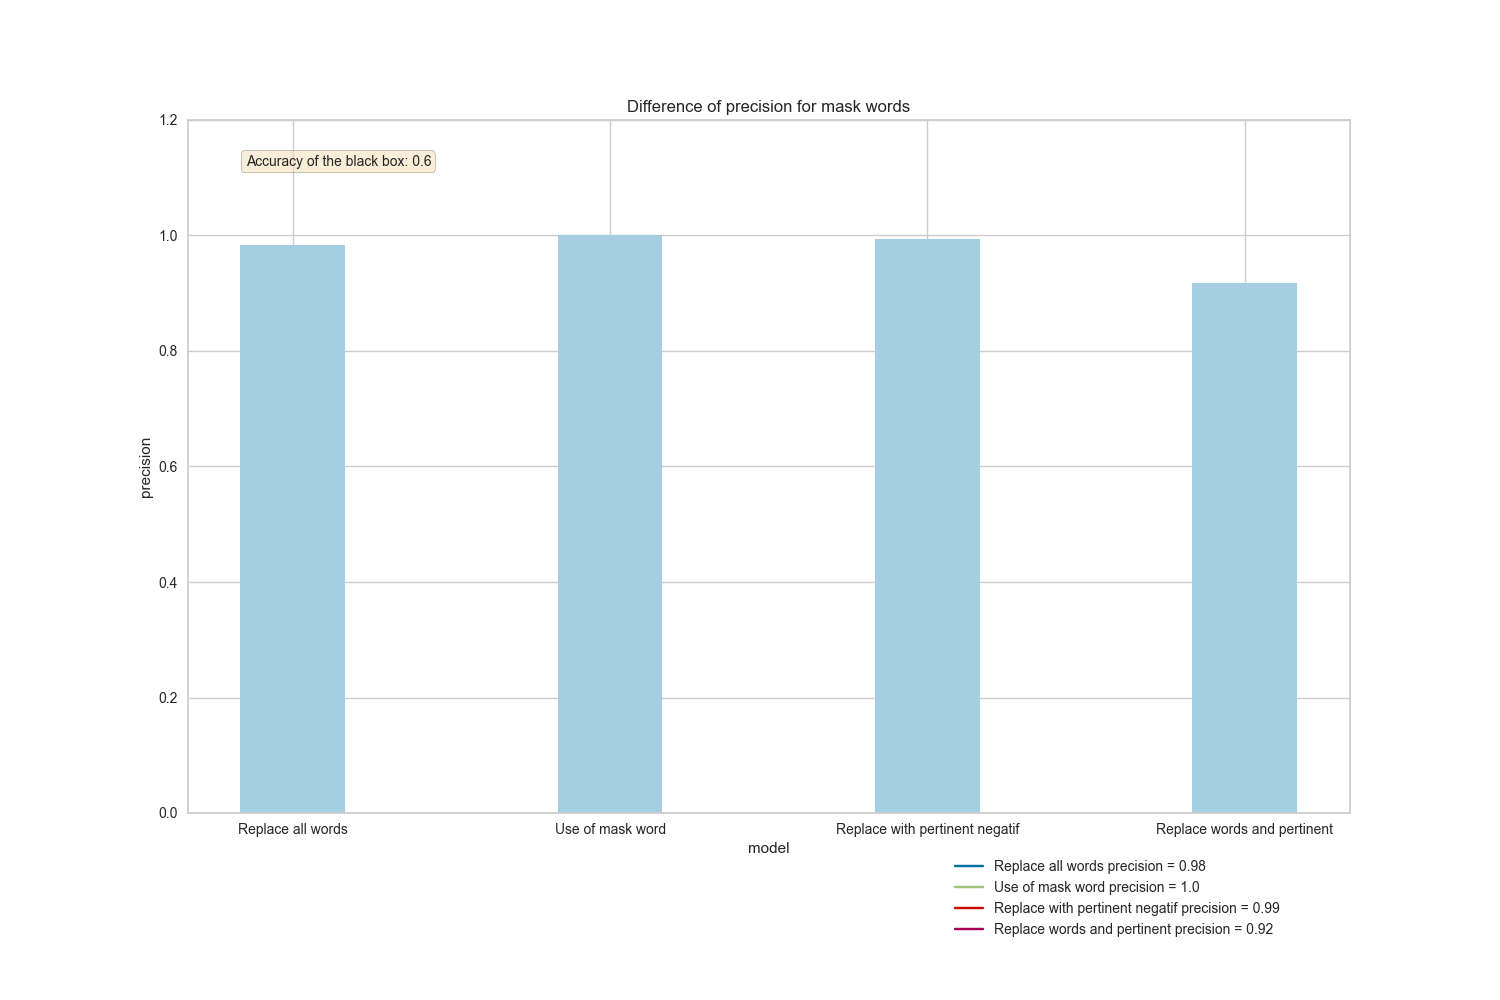 Difference of precision for mask words
1.2
Accuracy of the black box: 0.6
1.0
0.8
precision
0.6
0.4
0.2
0.0
Replace all words
Use of mask word
Replace with pertinent negatif
Replace words and pertinent
model
Replace all words precision = 0.98
Use of mask word precision = 1.0
Replace with pertinent negatif precision = 0.99
Replace words and pertinent precision = 0.92